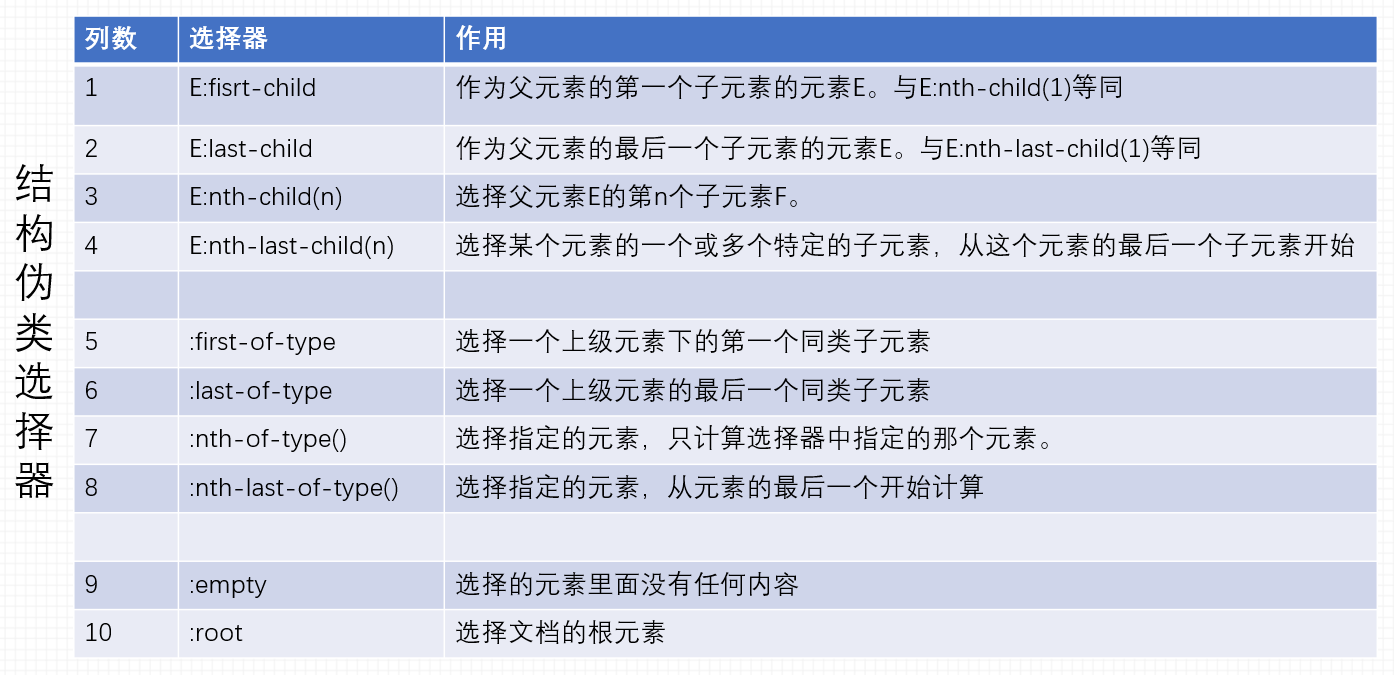 结构伪类选择器
列数 选择器 作用
1 E:fisrt-child 作为父元素的第一个子元素的元素E。与E:nth-child(1)等同
2 E:last-child 作为父元素的最后一个子元素的元素E。与E:nth-last-child(1)等同
3 E:nth-child(n) 选择父元素E的第n个子元素F。
4 E:nth-last-child(n) 选择某个元素的一个或多个特定的子元素，从这个元素的最后一个子元素开始
5 :first-of-type 选择一个上级元素下的第一个同类子元素
6 :last-of-type 选择一个上级元素的最后一个同类子元素
7 :nth-of-type() 选择指定的元素，只计算选择器中指定的那个元素。
8 :nth-last-of-type() 选择指定的元素，从元素的最后一个开始计算
9 :empty 选择的元素里面没有任何内容
10 :root 选择文档的根元素